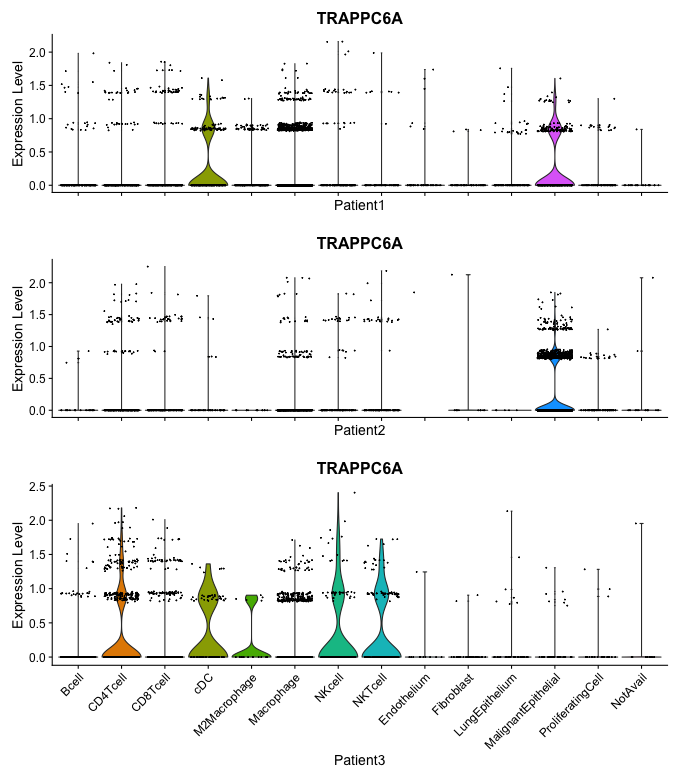 TRAPPC6A
Expression Level
2.0
1.5
1.0
0.5
0.0
Patient1
TRAPPC6A
Expression Level
2.0
1.5
1.0
0.5
0.0
Patient2
TRAPPC6A
Expression Level
2.5
2.0
1.5
1.0
0.5
0.0
Bcell
CD4Tcell
CD8Tcell
cDC
M2Macrophage
Macrophage
NKcell
NKTcell
Endothelium
Fibroblast
LungEpithelium
MalignantEpithelial
ProliferatingCell
NotAvail
Patient3